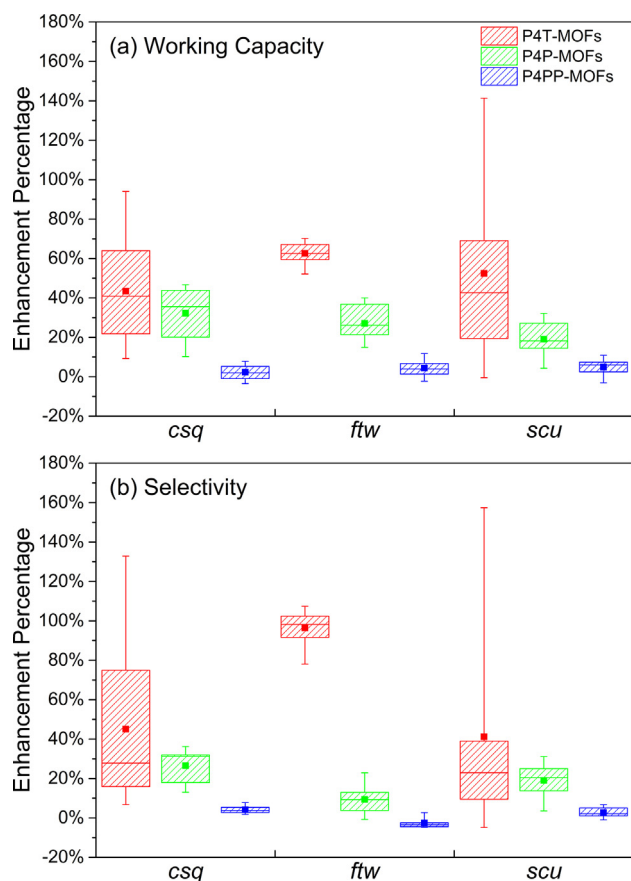 180%
(a) Working Capacity
P4T-MOFs
160%
P4P-MOFs
140%
P4PP-MOFs
120%
100%
80%
60%
40%
20%
0%
-20%
Enhancement Percentage
csq ftw scu
180%
(b) Selectivity
160%
140%
120%
100%
80%
60%
40%
20%
0%
-20%
Enhancement Percentage
csq ftw scu